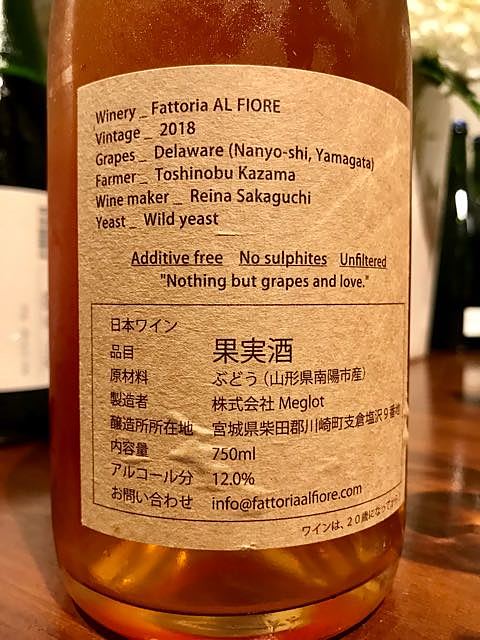 Winery _ Fattoria AL FIORE
Vintage _ 2018
Grapes _ Delaware (Nanyo-shi, Yamagata)
Farmer _ Toshinobu Kazama
Wine maker _ Reina Sakaguchi
Yeast _ Wild yeast
Additive free No sulphites Unfiltered
"Nothing but grapes and love."
日本ワイン
品目 果実酒
原材料 ぶどう（山形県南陽市産）
製造者 株式会社 Meglot
醸造所所在地 宮城県柴田郡川崎町支倉塩沢９番地
内容量 750ml
アルコール分 12.0%
お問い合わせ info@fattoriaalfiore.com
ワインは、２０歳になってから